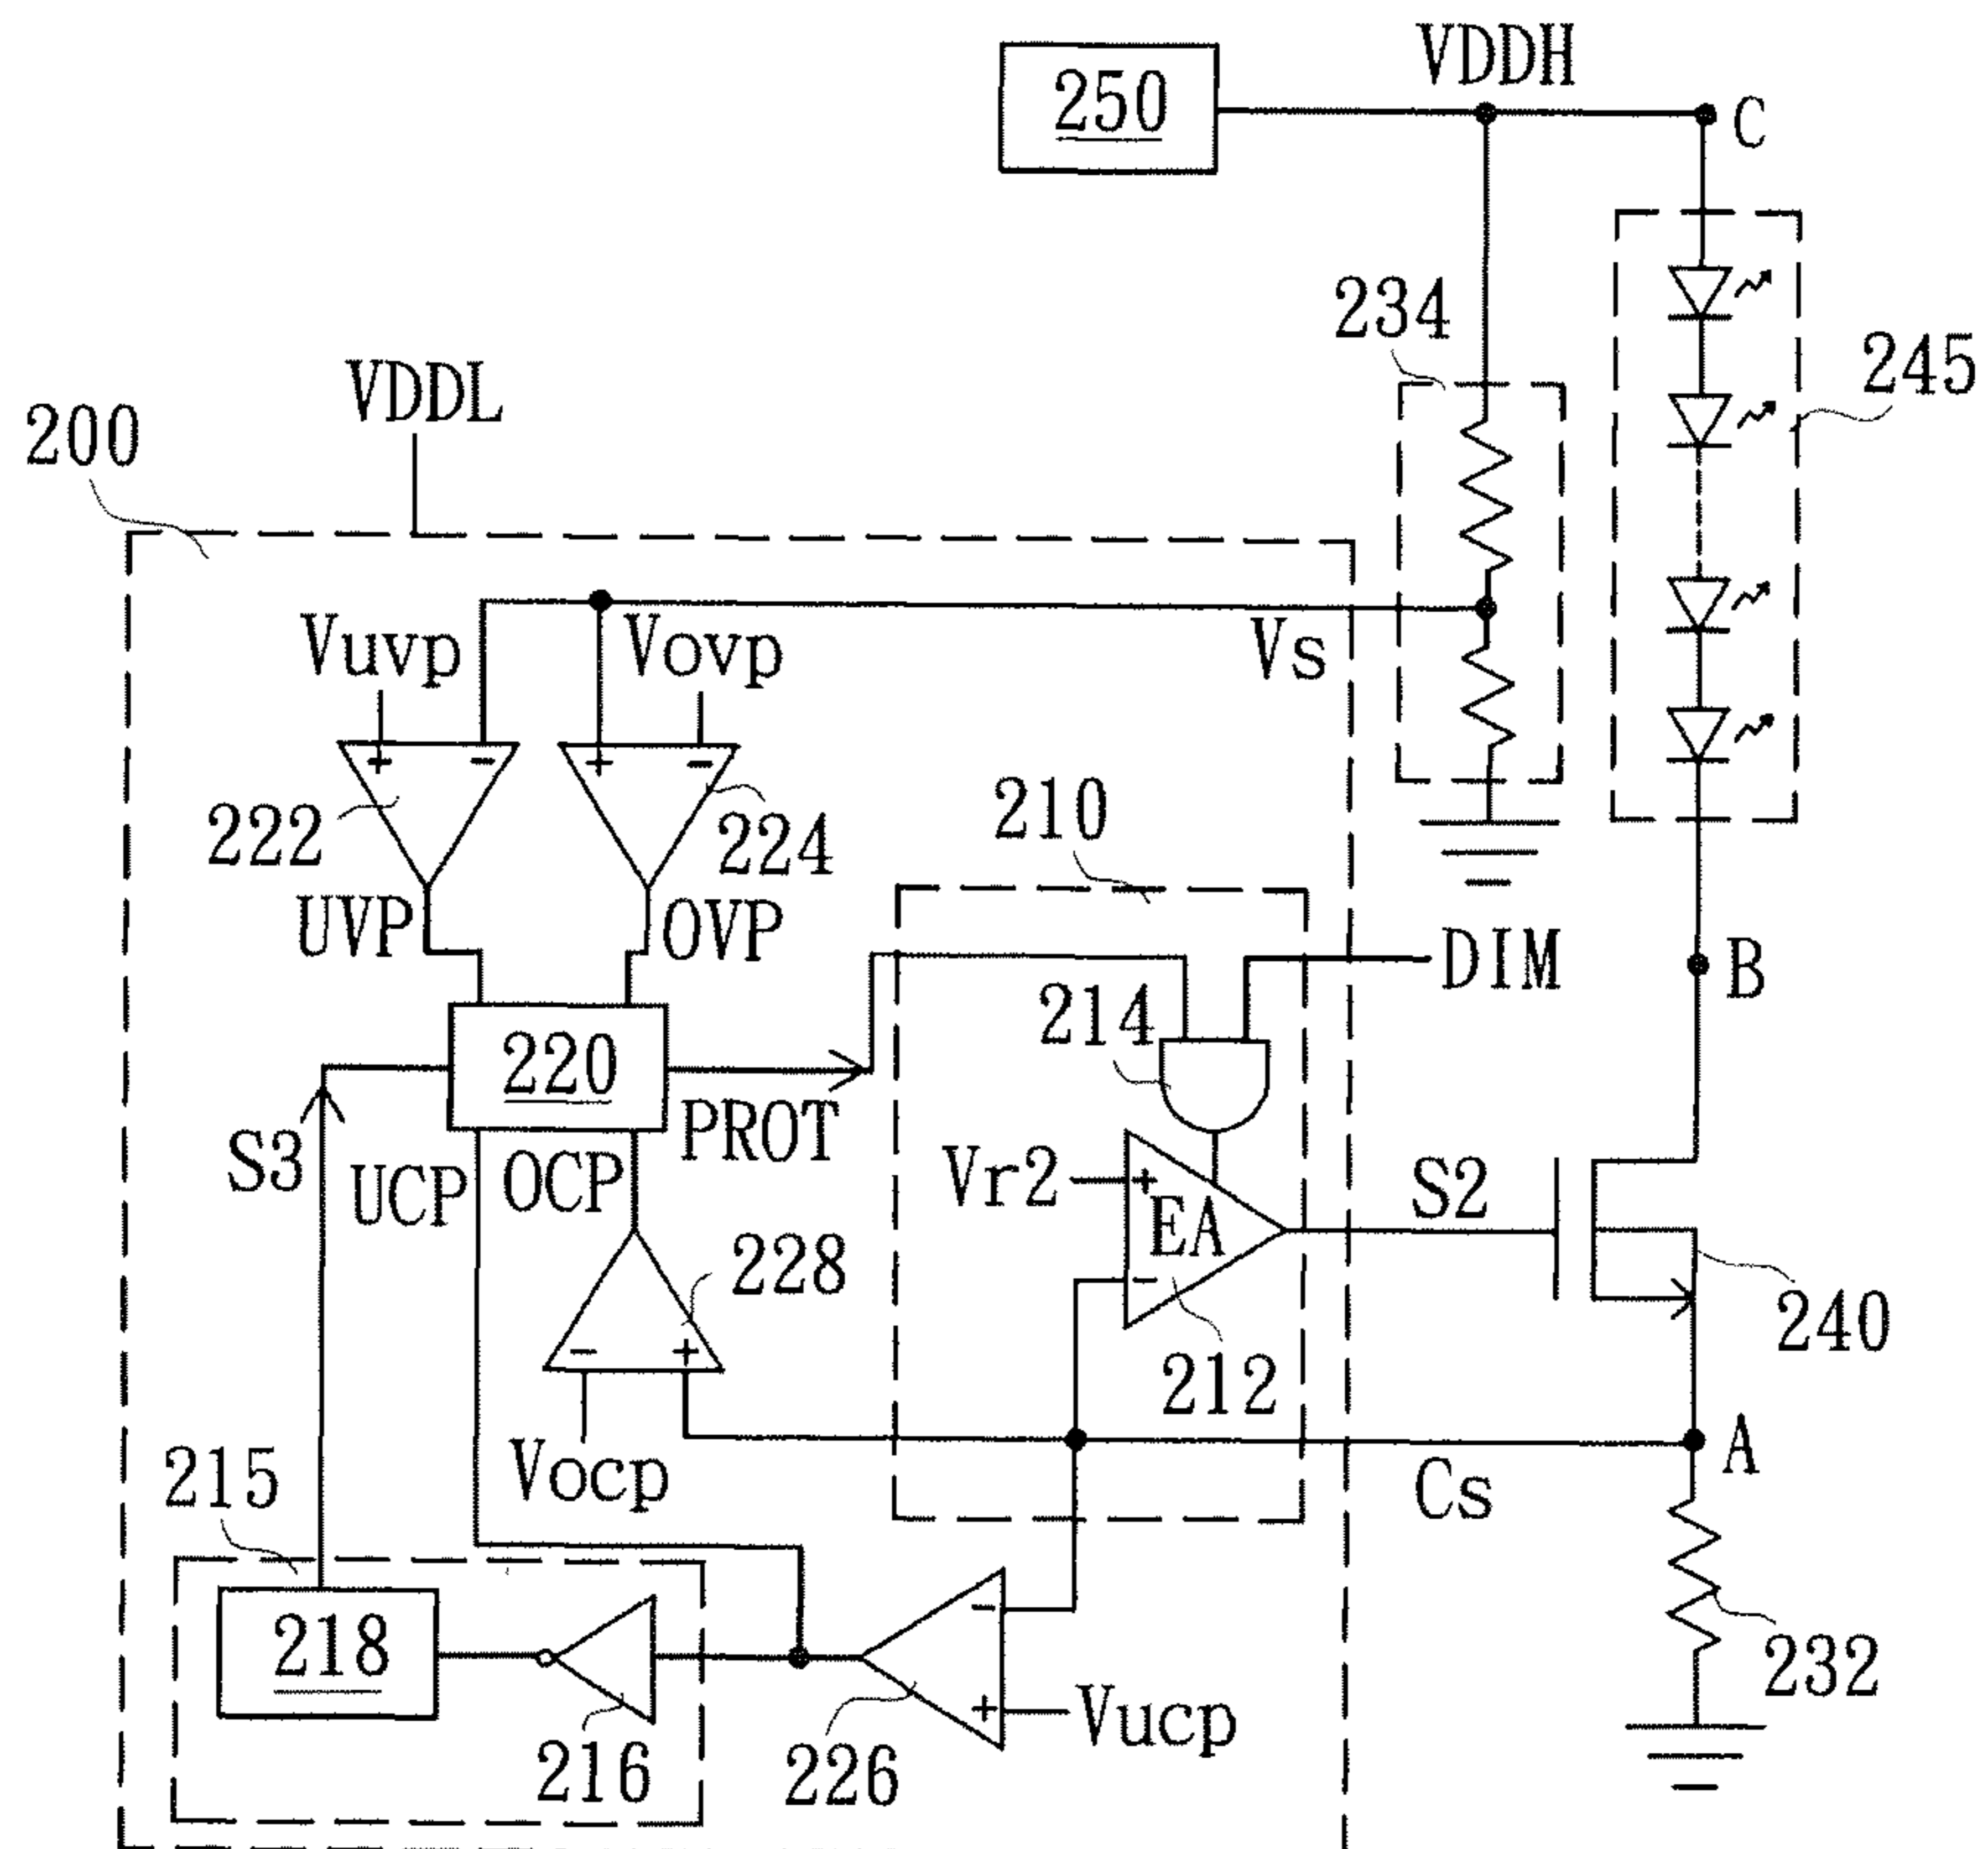 VDDH
250
C
234
245
VDDL
200
Vuvp
Vovp
Vs
+
-
+
-
222
224
210
UVP
OVP
DIM
B
214
220
S3
UCP
OCP
PROT
Vr2
+
EA
-
S2
228
240
212
-
+
Vocp
Cs
A
215
218
216
-
+
226
Vucp
232